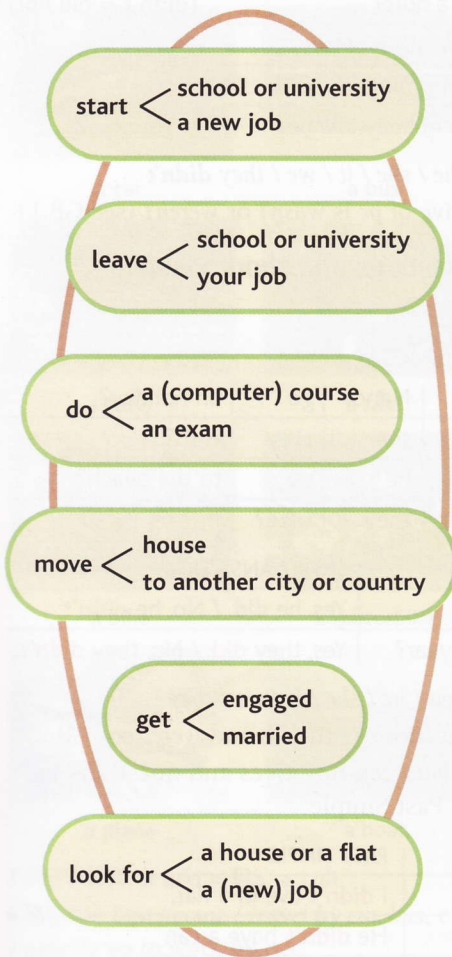 start
school or university
a new job
leave
school or university
your job
do
a (computer) course
an exam
move
house
to another city or country
get
engaged
married
look for
a house or a flat
a (new) job